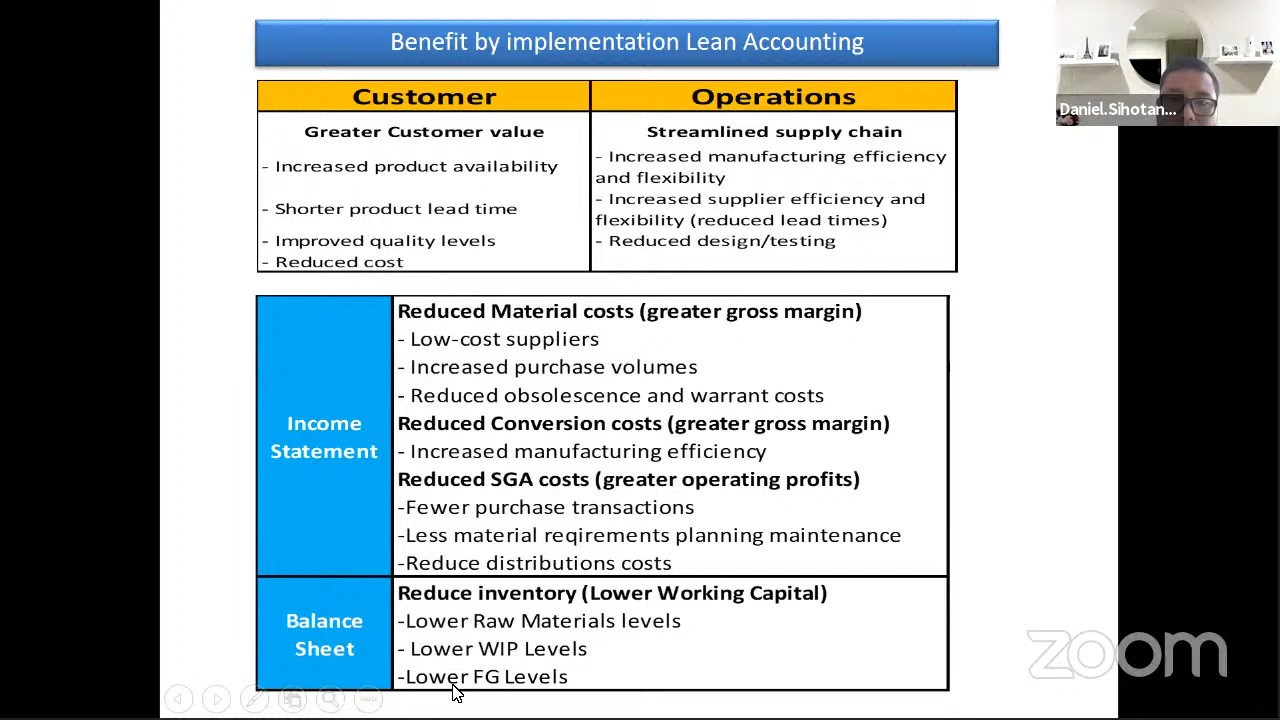 Benefit by implementation Lean Accounting
Daniel.Sihotan...
Customer
Operations
Greater Customer value
- Increased product availability
- Shorter product lead time
- Improved quality levels
- Reduced cost
Streamlined supply chain
- Increased manufacturing efficiency
and flexibility
- Increased supplier efficiency and
flexibility (reduced lead times)
- Reduced design/testing
Income
Statement
Reduced Material costs (greater gross margin)
- Low-cost suppliers
- Increased purchase volumes
- Reduced obsolescence and warrant costs
Reduced Conversion costs (greater gross margin)
- Increased manufacturing efficiency
Reduced SGA costs (greater operating profits)
-Fewer purchase transactions
-Less material reqirements planning maintenance
-Reduce distributions costs
Balance
Sheet
Reduce inventory (Lower Working Capital)
-Lower Raw Materials levels
- Lower WIP Levels
-Lower FG Levels
zoom